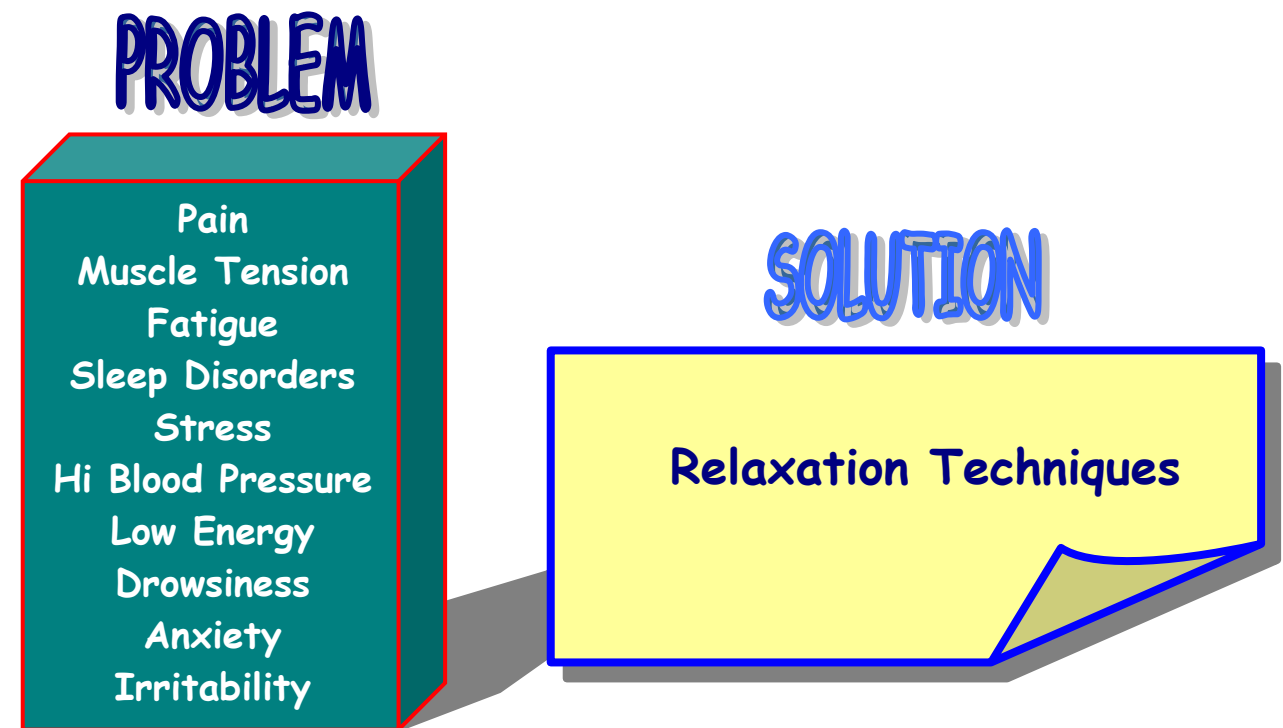 PROBLEM
Pain
Muscle Tension
Fatigue
Sleep Disorders
Stress
Hi Blood Pressure
Low Energy
Drowsiness
Anxiety
Irritability
SOLUTION
Relaxation Techniques